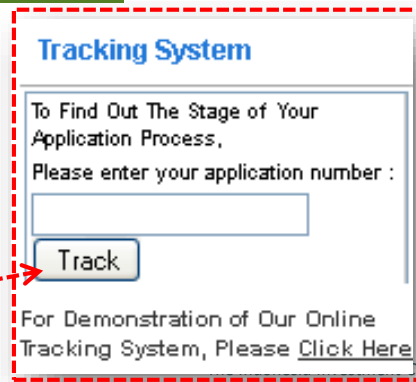 Tracking System
To Find Out The Stage of Your
Application Process,
Please enter your application number :
Track
For Demonstration of Our Online
Tracking System, Please Click Here